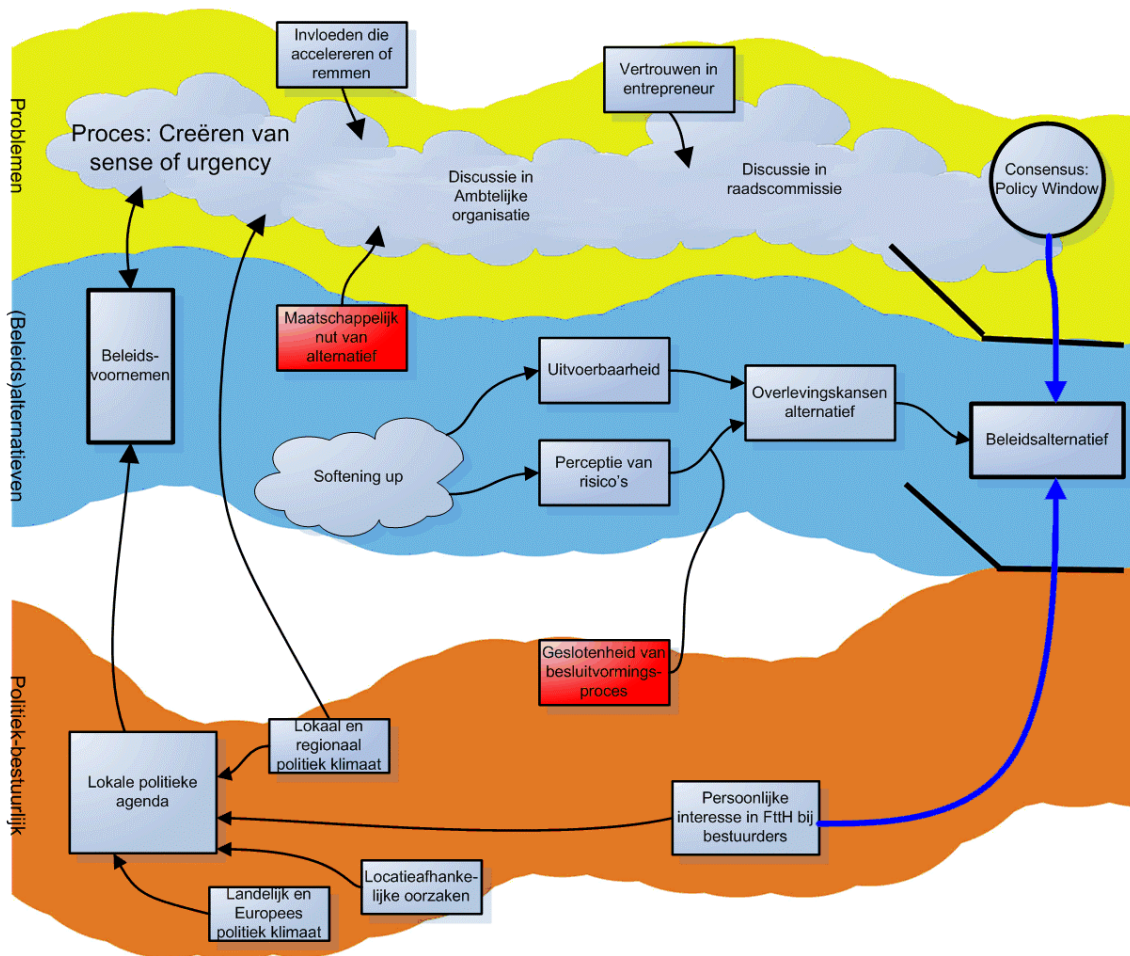 Problemen
Invloeden die
accelereren of
remmen
Vertrouwen in
entrepreneur
Proces: Creëren van
sense of urgency
Discussie in
Ambtelijke
organisatie
Discussie in
raadscommissie
Consensus:
Policy Window
(Beleids)alternatieven
Beleids-
voornemen
Maatschappelijk
nut van
alternatief
Uitvoerbaarheid
Overlevingskansen
alternatief
Beleidsalternatief
Softening up
Perceptie van
risico's
Geslotenheid van
besluitvormings-
proces
Politiek-bestuurlijk
Lokaal en
regionaal
politiek klimaat
Lokale politieke
agenda
Persoonlijke
interesse in FttH bij
bestuurders
Locatieafhanke-
lijke oorzaken
Landelijk en
Europees
politiek klimaat